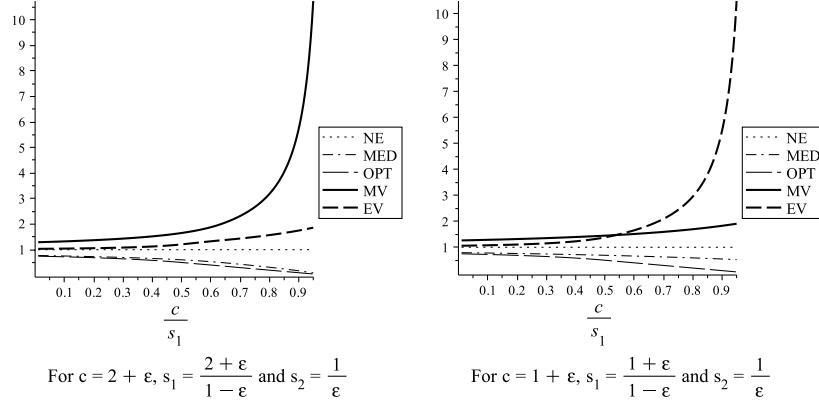 10
9
8
7
6
5
4
3
2
1
0.1 0.2 0.3 0.4 0.5 0.6 0.7 0.8 0.9
c
s1
NE
MED
OPT
MV
EV
For c = 2 + ε, s1 = (2 + ε)/(1 − ε) and s2 = 1/ε
10
9
8
7
6
5
4
3
2
1
0.1 0.2 0.3 0.4 0.5 0.6 0.7 0.8 0.9
c
s1
NE
MED
OPT
MV
EV
For c = 1 + ε, s1 = (1 + ε)/(1 − ε) and s2 = 1/ε